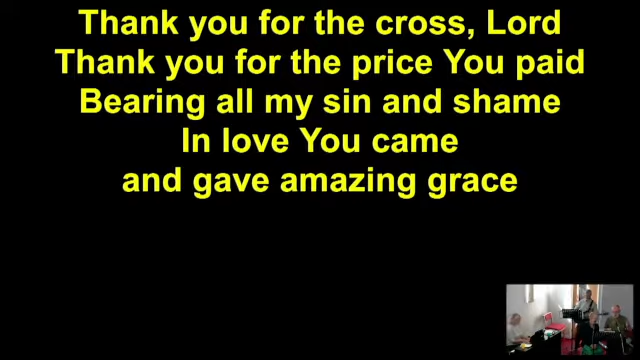 Thank you for the cross, Lord
Thank you for the price You paid
Bearing all my sin and shame
In love You came
and gave amazing grace